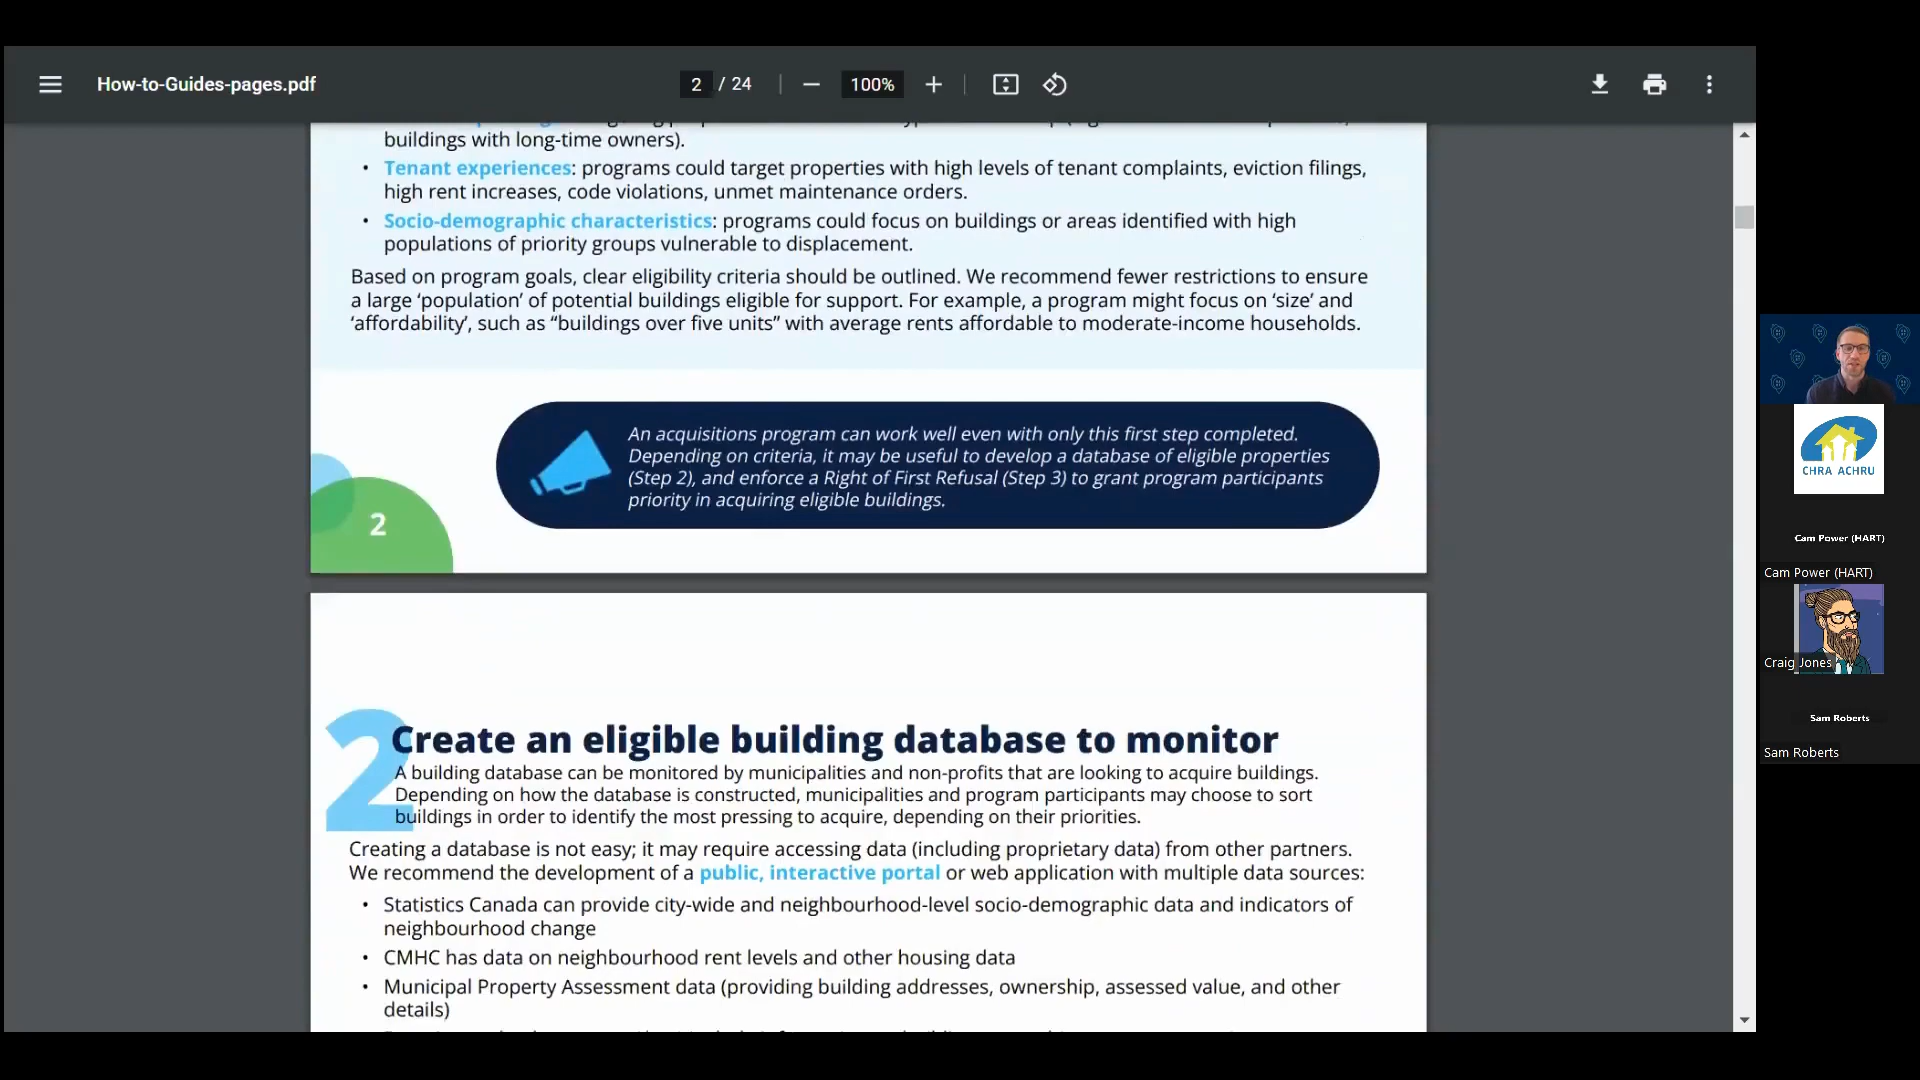 How-to-Guides-pages.pdf
2 / 24
100%
buildings with long-time owners).
• Tenant experiences: programs could target properties with high levels of tenant complaints, eviction filings,
high rent increases, code violations, unmet maintenance orders.
• Socio-demographic characteristics: programs could focus on buildings or areas identified with high
populations of priority groups vulnerable to displacement.
Based on program goals, clear eligibility criteria should be outlined. We recommend fewer restrictions to ensure
a large ‘population’ of potential buildings eligible for support. For example, a program might focus on ‘size’ and
‘affordability’, such as “buildings over five units” with average rents affordable to moderate-income households.
An acquisitions program can work well even with only this first step completed.
Depending on criteria, it may be useful to develop a database of eligible properties
(Step 2), and enforce a Right of First Refusal (Step 3) to grant program participants
priority in acquiring eligible buildings.
2
2
Create an eligible building database to monitor
A building database can be monitored by municipalities and non-profits that are looking to acquire buildings.
Depending on how the database is constructed, municipalities and program participants may choose to sort
buildings in order to identify the most pressing to acquire, depending on their priorities.
Creating a database is not easy; it may require accessing data (including proprietary data) from other partners.
We recommend the development of a public, interactive portal or web application with multiple data sources:
• Statistics Canada can provide city-wide and neighbourhood-level socio-demographic data and indicators of
neighbourhood change
• CMHC has data on neighbourhood rent levels and other housing data
• Municipal Property Assessment data (providing building addresses, ownership, assessed value, and other
details)
CHRA ACHRU
Cam Power (HART)
Cam Power (HART)
Craig Jones
Sam Roberts
Sam Roberts